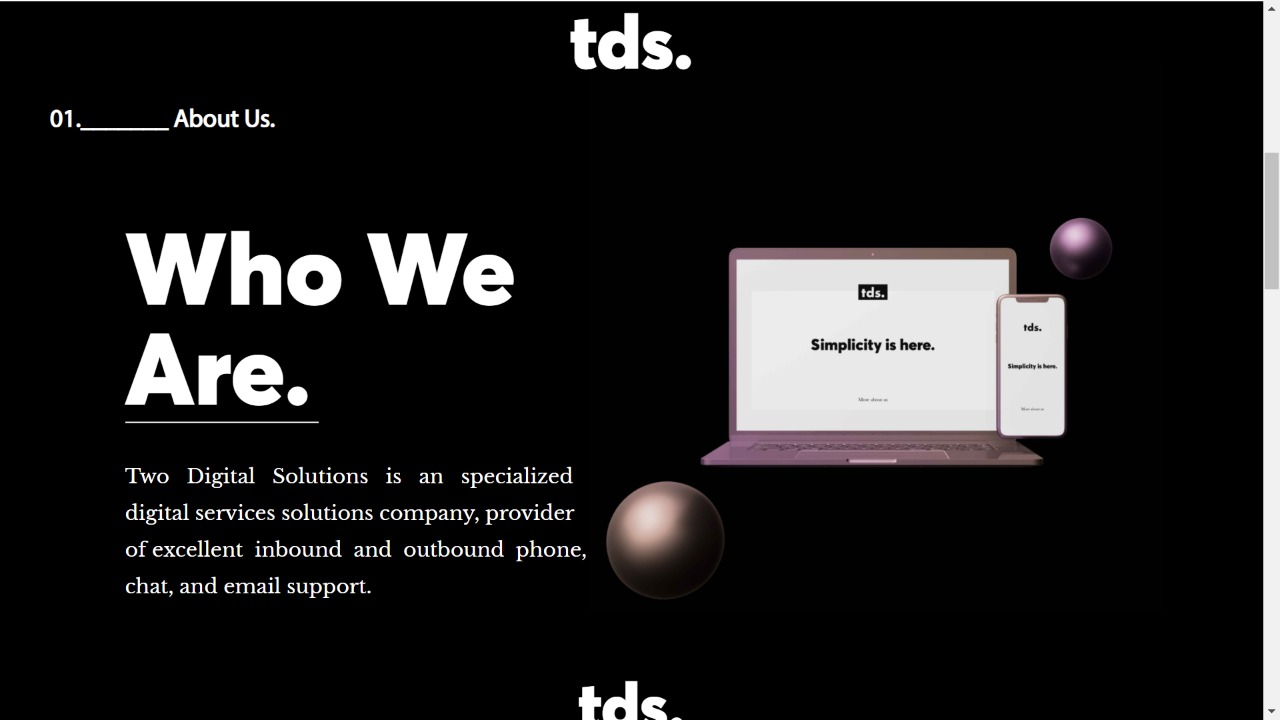 tds.
01._______ About Us.
Who We
Are.
Two Digital Solutions is an specialized
digital services solutions company, provider
of excellent inbound and outbound phone,
chat, and email support.
tds.
Simplicity is here.
More about us
tds.
Simplicity is here.
More about us
tds.